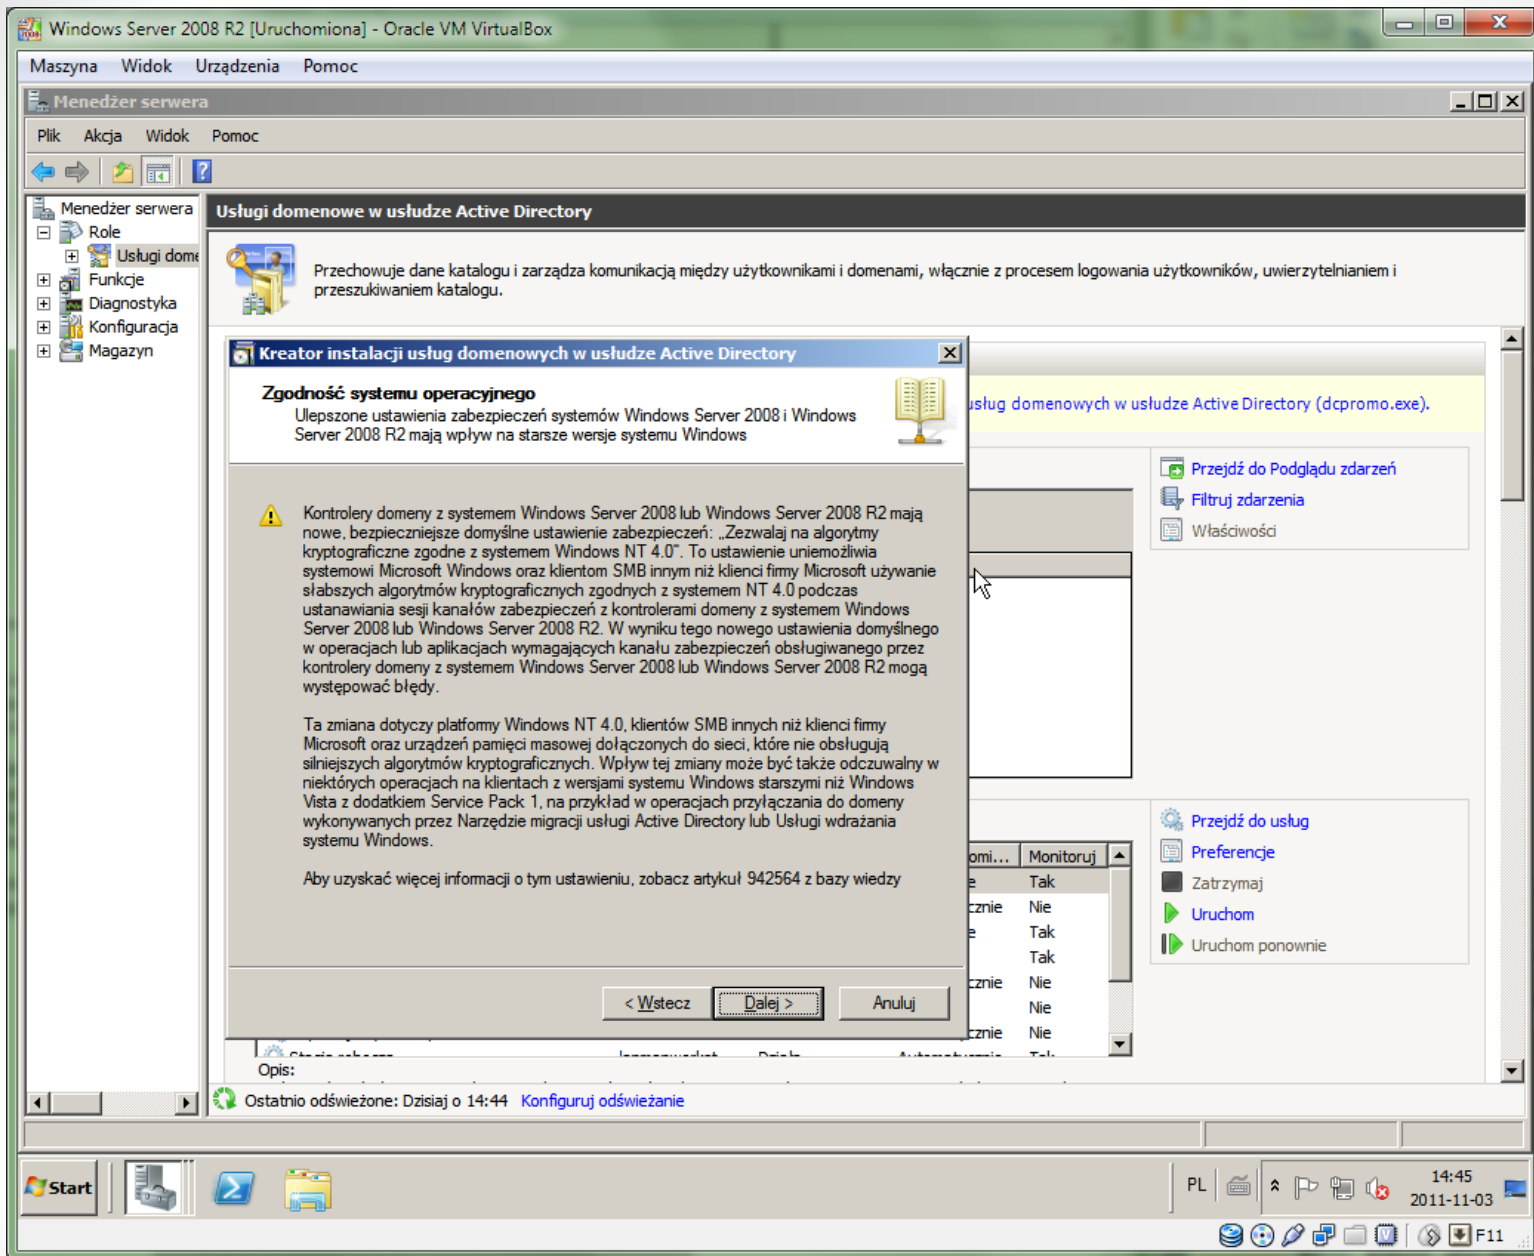 Windows Server 2008 R2 [Uruchomiona] - Oracle VM VirtualBox
Maszyna Widok Urządzenia Pomoc
Menedżer serwera
Plik Akcja Widok Pomoc
Menedżer serwera
Role
Usługi dome
Funkcje
Diagnostyka
Konfiguracja
Magazyn
Usługi domenowe w usłudze Active Directory
Przechowuje dane katalogu i zarządza komunikacją między użytkownikami i domenami, włącznie z procesem logowania użytkowników, uwierzytelnianiem i
przeszukiwaniem katalogu.
Kreator instalacji usług domenowych w usłudze Active Directory
Zgodność systemu operacyjnego
Ulepszone ustawienia zabezpieczeń systemów Windows Server 2008 i Windows
Server 2008 R2 mają wpływ na starsze wersje systemu Windows
Kontrolery domeny z systemem Windows Server 2008 lub Windows Server 2008 R2 mają
nowe, bezpieczniejsze domyślne ustawienie zabezpieczeń: „Zezwalaj na algorytmy
kryptograficzne zgodne z systemem Windows NT 4.0”. To ustawienie uniemożliwia
systemowi Microsoft Windows oraz klientom SMB innym niż klienci firmy Microsoft używanie
słabszych algorytmów kryptograficznych zgodnych z systemem NT 4.0 podczas
ustanawiania sesji kanałów zabezpieczeń z kontrolerami domeny z systemem Windows
Server 2008 lub Windows Server 2008 R2. W wyniku tego nowego ustawienia domyślnego
w operacjach lub aplikacjach wymagających kanału zabezpieczeń obsługiwanego przez
kontrolery domeny z systemem Windows Server 2008 lub Windows Server 2008 R2 mogą
występować błędy.
Ta zmiana dotyczy platformy Windows NT 4.0, klientów SMB innych niż klienci firmy
Microsoft oraz urządzeń pamięci masowej dołączonych do sieci, które nie obsługują
silniejszych algorytmów kryptograficznych. Wpływ tej zmiany może być także odczuwalny w
niektórych operacjach na klientach z wersjami systemu Windows starszymi niż Windows
Vista z dodatkiem Service Pack 1, na przykład w operacjach przyłączania do domeny
wykonywanych przez Narzędzie migracji usługi Active Directory lub Usługi wdrażania
systemu Windows.
Aby uzyskać więcej informacji o tym ustawieniu, zobacz artykuł 942564 z bazy wiedzy
< Wstecz Dalej > Anuluj
usług domenowych w usłudze Active Directory (dcpromo.exe).
Przejdź do Podglądu zdarzeń
Filtruj zdarzenia
Właściwości
omi... Monitoruj
e Tak
cznie Nie
e Tak
Tak
cznie Nie
Nie
cznie Nie
Przejdź do usług
Preferencje
Zatrzymaj
Uruchom
Uruchom ponownie
Opis:
Ostatnio odświeżone: Dzisiaj o 14:44 Konfiguruj odświeżanie
Start
PL
14:45
2011-11-03
F11